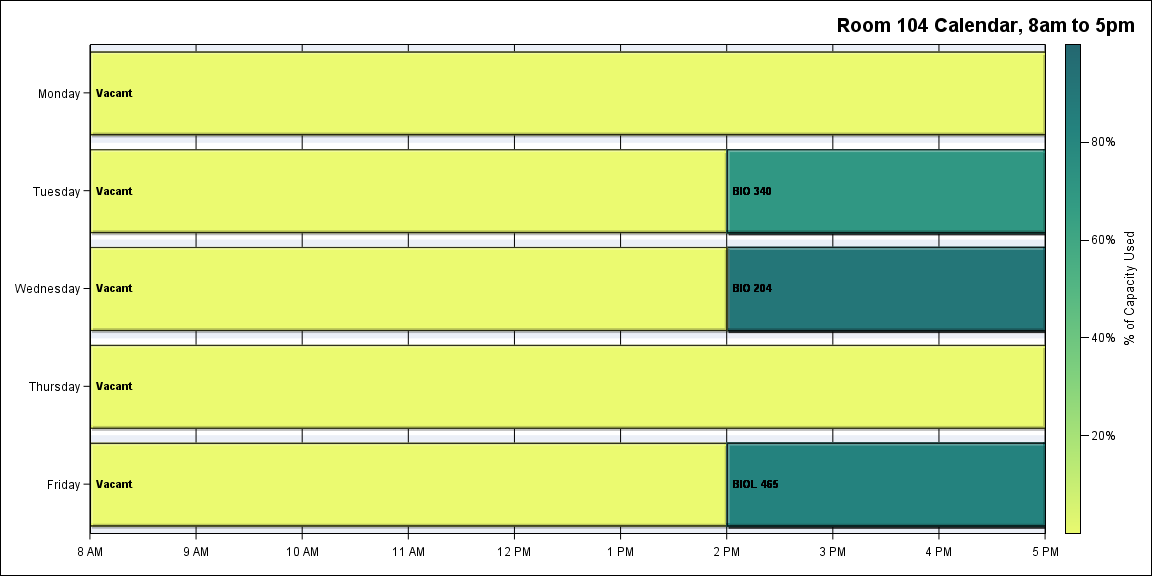 Room 104 Calendar, 8am to 5pm
Monday
Vacant
Tuesday
Vacant
BIO 340
Wednesday
Vacant
BIO 204
Thursday
Vacant
Friday
Vacant
BIOL 465
8 AM
9 AM
10 AM
11 AM
12 PM
1 PM
2 PM
3 PM
4 PM
5 PM
80%
60%
40%
20%
% of Capacity Used